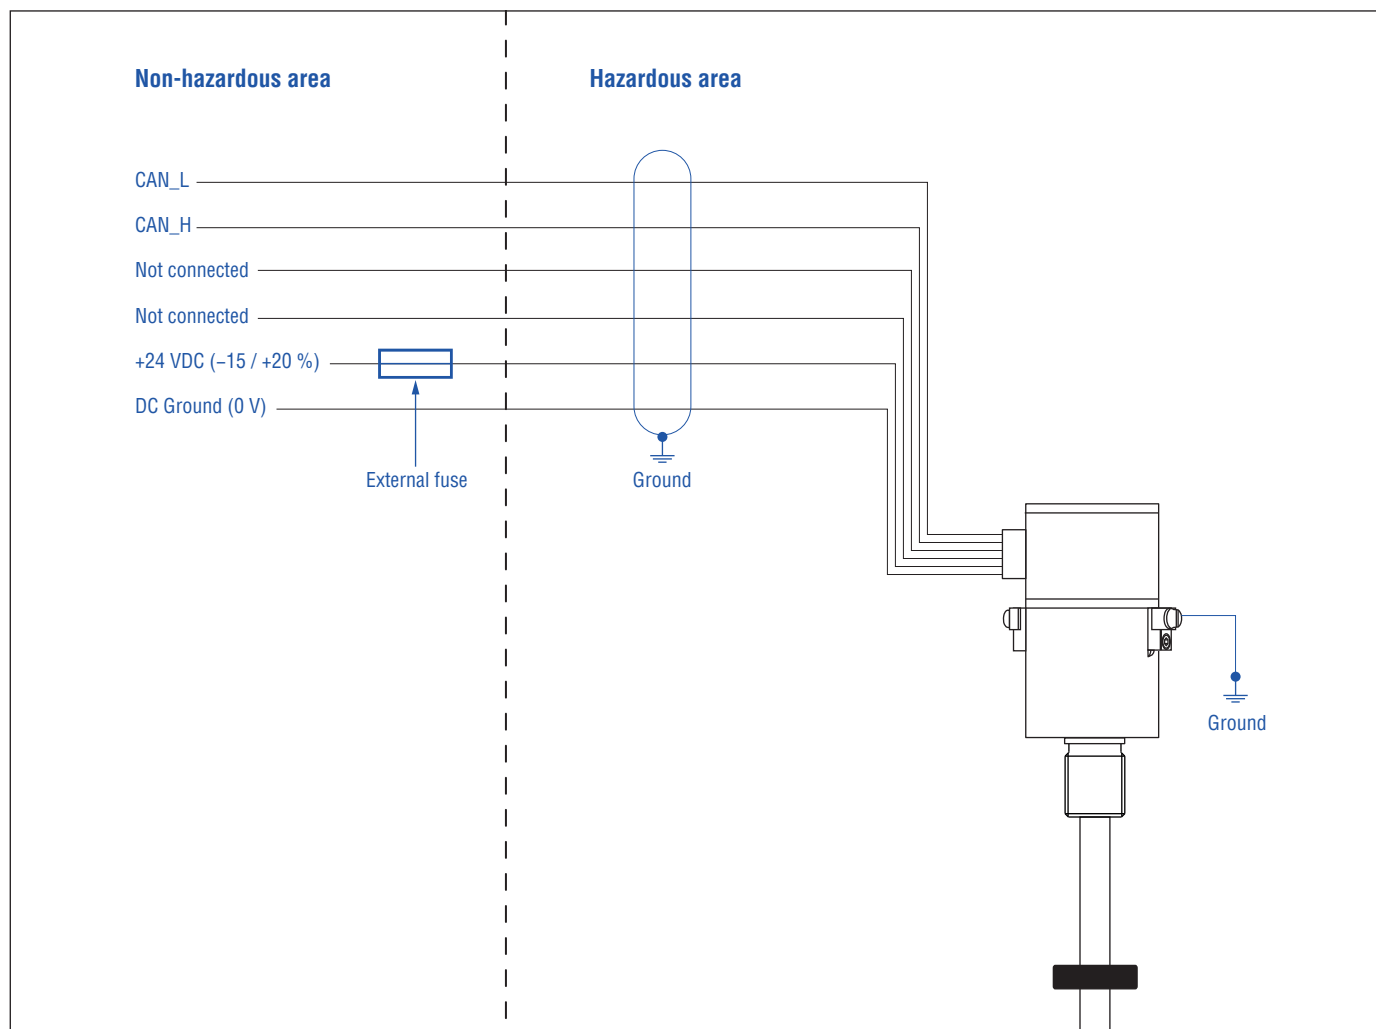 Non-hazardous area
Hazardous area
CAN_L
CAN_H
Not connected
Not connected
+24 VDC (−15 / +20 %)
DC Ground (0 V)
External fuse
Ground
Ground